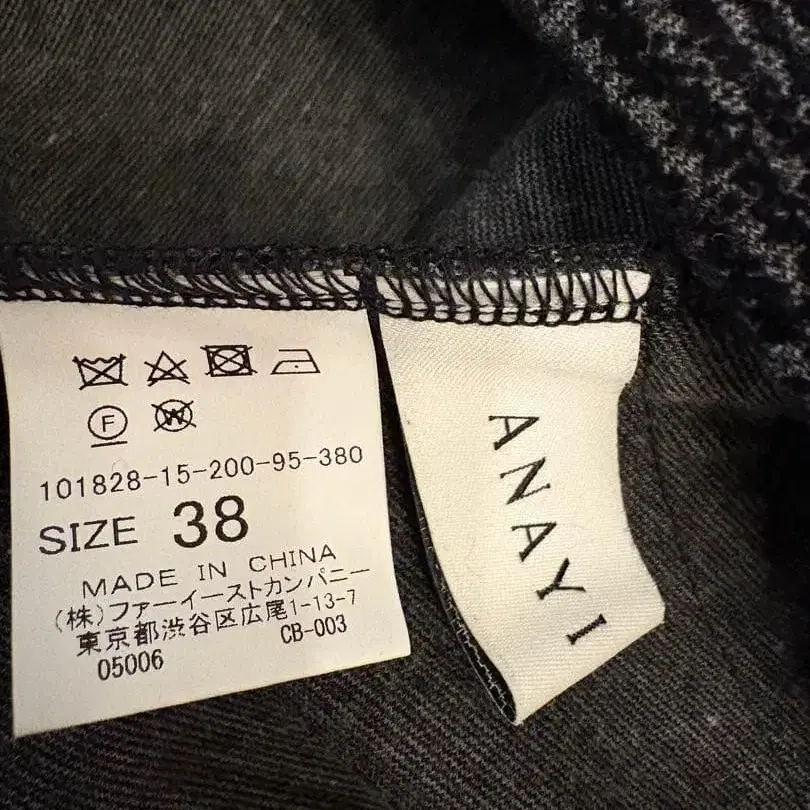 F
W
101828-15-200-95-380
SIZE 38
MADE IN CHINA
(株)ファーイーストカンパニー
東京都渋谷区広尾1-13-7
05006 CB-003
ANAYI